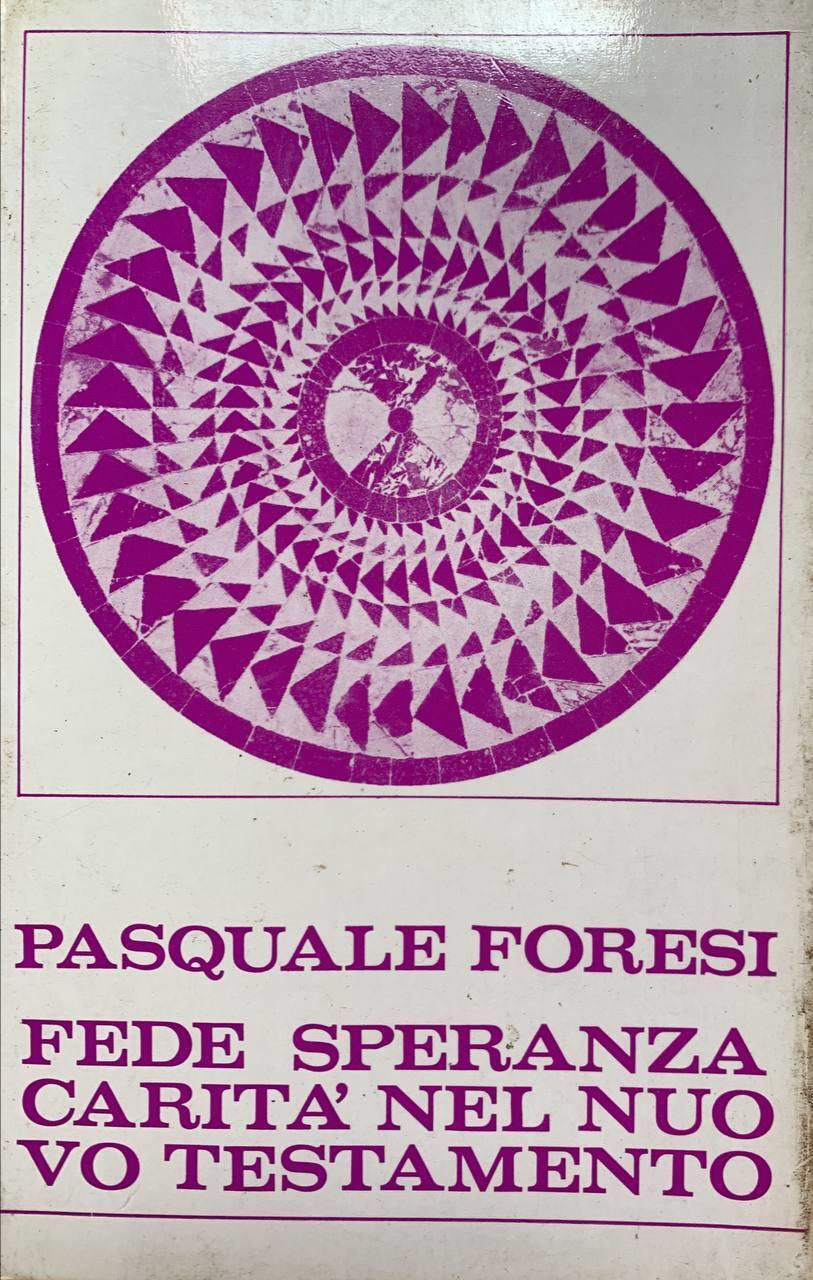 PASQUALE FORESI
FEDE SPERANZA
CARITA' NEL NUO
VO TESTAMENTO